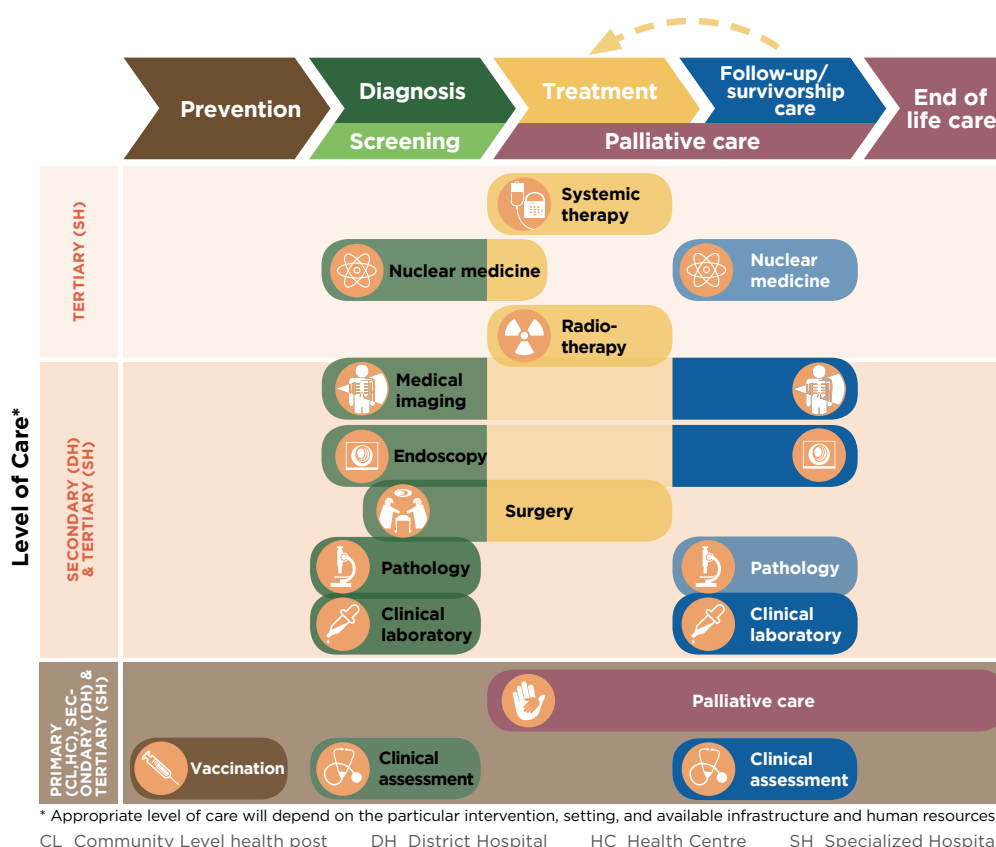 Prevention
Diagnosis
Screening
Treatment
Follow-up/
survivorship
care
Palliative care
End of
life care
Level of Care*
TERTIARY (SH)
Systemic
therapy
Nuclear medicine
Nuclear
medicine
Radio-
therapy
SECONDARY (DH)
& TERTIARY (SH)
Medical
imaging
Endoscopy
Surgery
Pathology
Pathology
Clinical
laboratory
Clinical
laboratory
PRIMARY
(CL,HC), SEC-
ONDARY (DH) &
TERTIARY (SH)
Palliative care
Vaccination
Clinical
assessment
Clinical
assessment
* Appropriate level of care will depend on the particular intervention, setting, and available infrastructure and human resources
CL Community Level health post DH District Hospital HC Health Centre SH Specialized Hospita